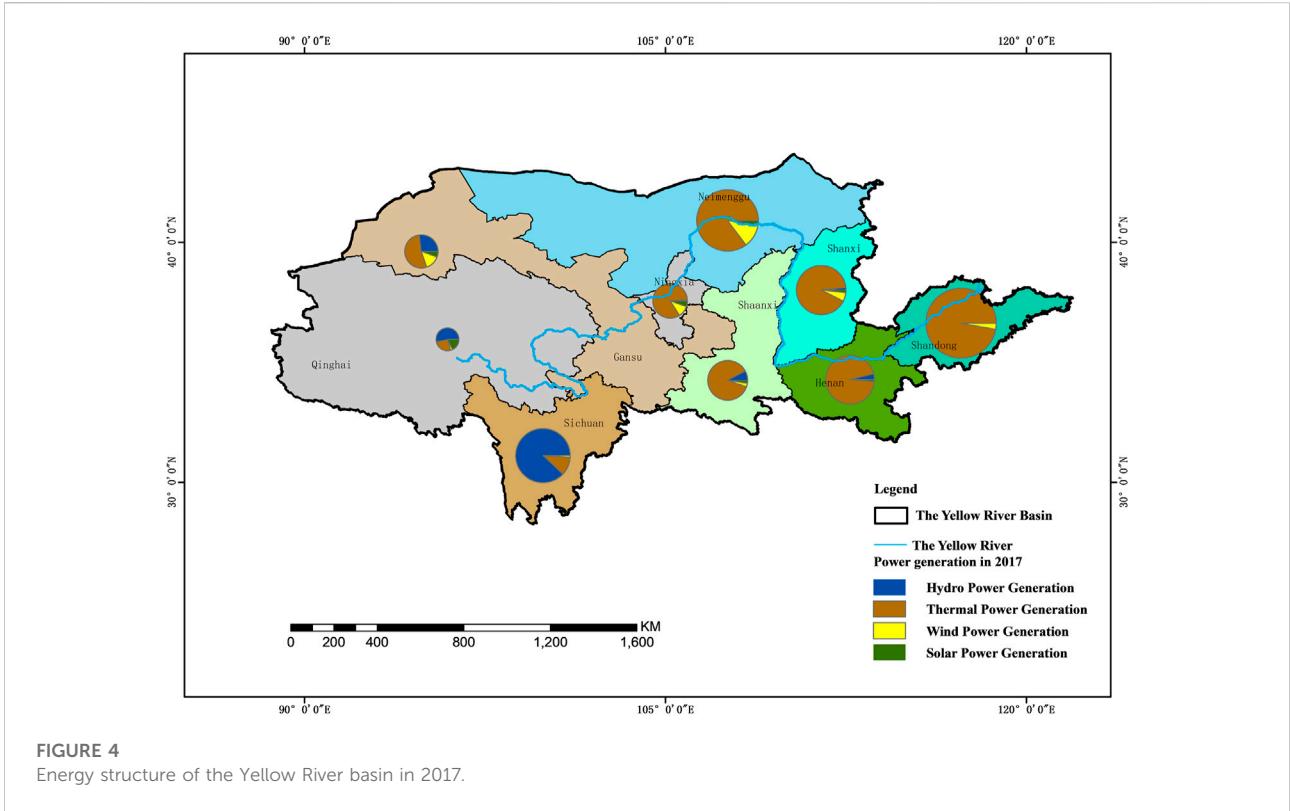 90° 0′0″E
105° 0′0″E
120° 0′0″E
40° 0′0″N
40° 0′0″N
30° 0′0″N
30° 0′0″N
Neimenggu
Shanxi
Ningxia
Shaanxi
Shandong
Qinghai
Gansu
Henan
Sichuan
Legend
The Yellow River Basin
The Yellow River
Power generation in 2017
Hydro Power Generation
Thermal Power Generation
Wind Power Generation
Solar Power Generation
KM
0 200 400 800 1,200 1,600
90° 0′0″E
105° 0′0″E
120° 0′0″E
FIGURE 4
Energy structure of the Yellow River basin in 2017.